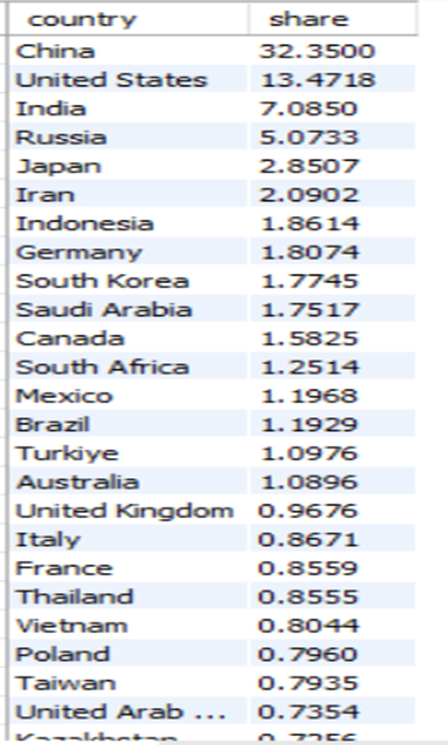 country share
China 32.3500
United States 13.4718
India 7.0850
Russia 5.0733
Japan 2.8507
Iran 2.0902
Indonesia 1.8614
Germany 1.8074
South Korea 1.7745
Saudi Arabia 1.7517
Canada 1.5825
South Africa 1.2514
Mexico 1.1968
Brazil 1.1929
Turkiye 1.0976
Australia 1.0896
United Kingdom 0.9676
Italy 0.8671
France 0.8559
Thailand 0.8555
Vietnam 0.8044
Poland 0.7960
Taiwan 0.7935
United Arab ... 0.7354
Kazakhstan